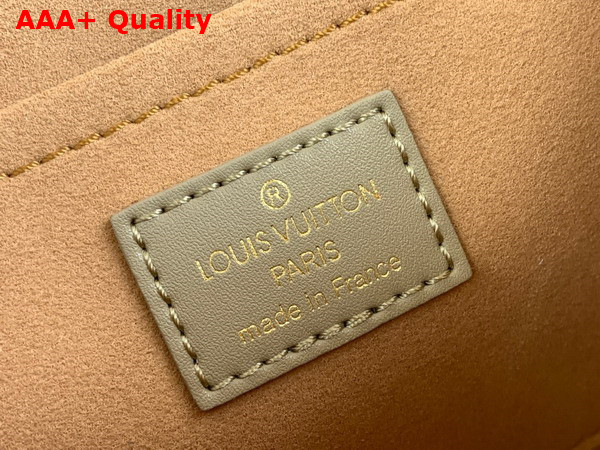 AAA+ Quality
®
LOUIS VUITTON
PARIS
made in France